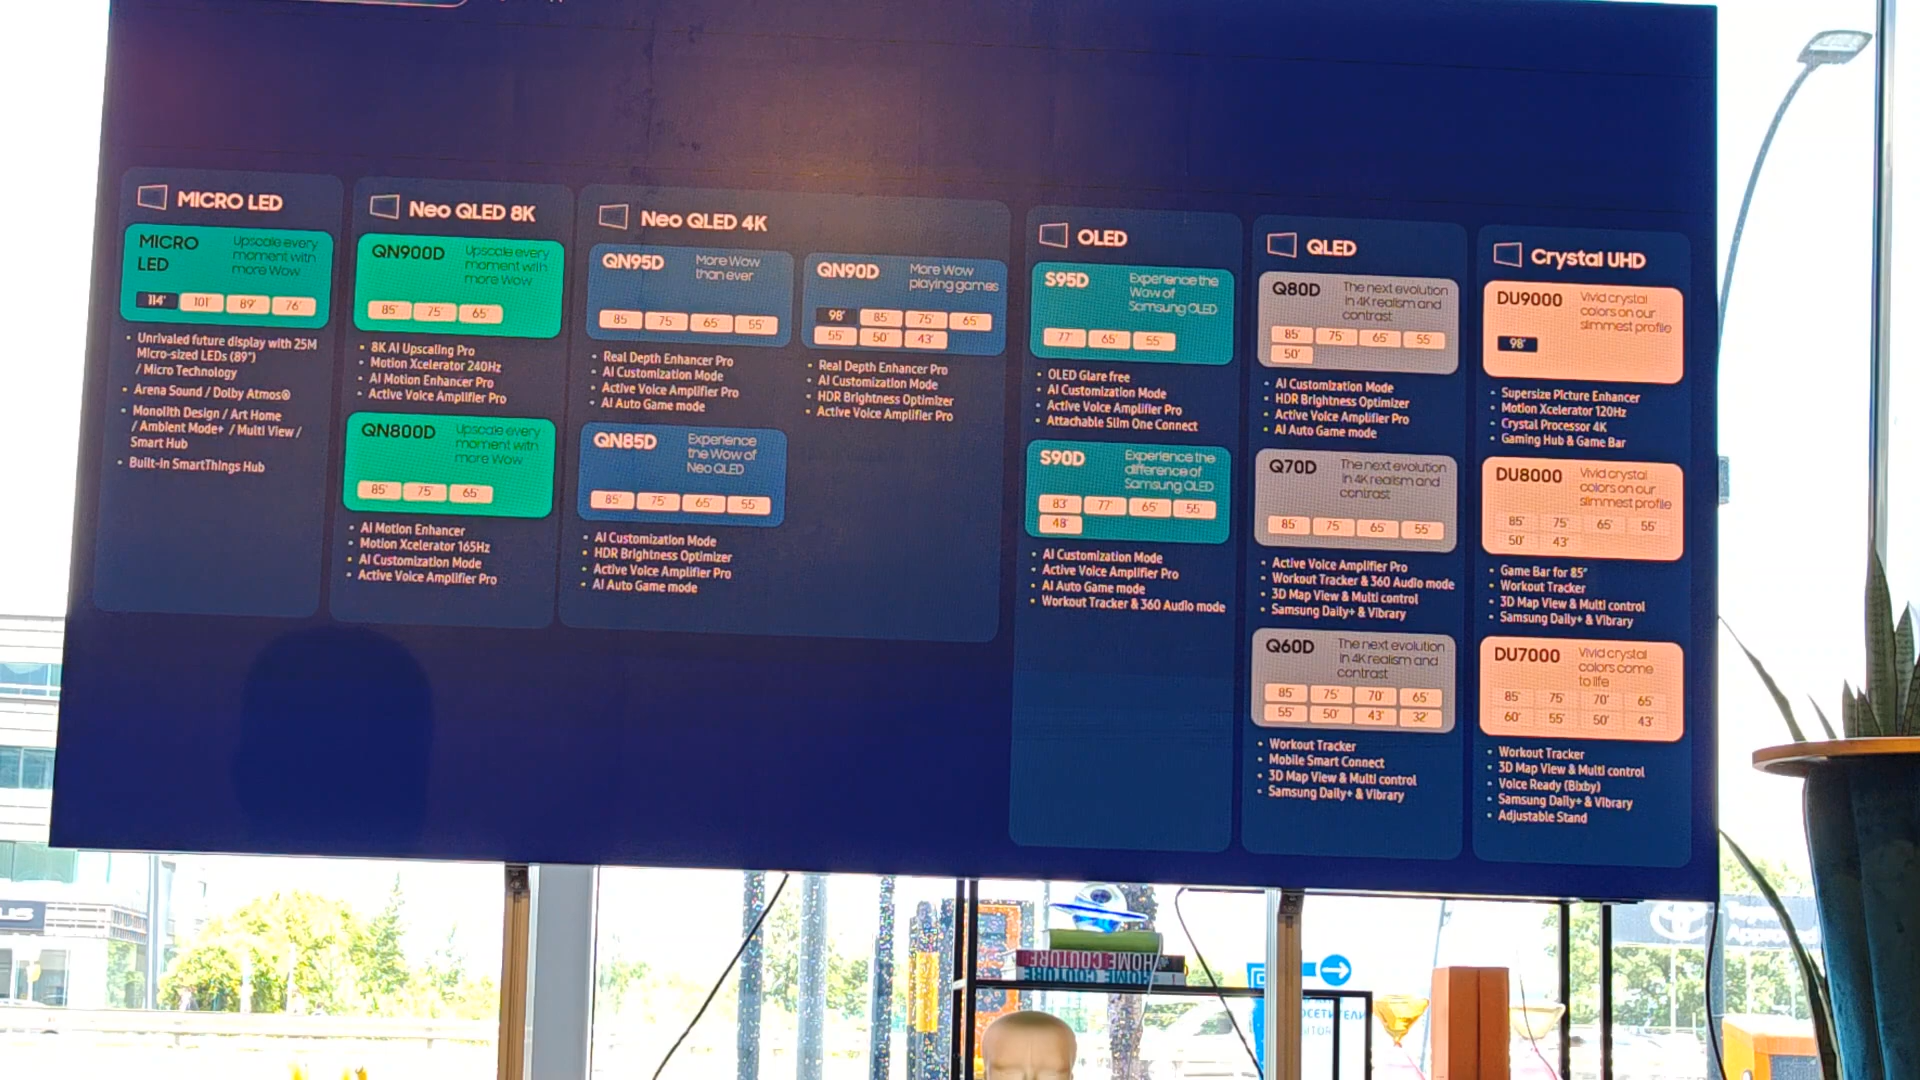 MICRO LED
MICRO
LED
Upscale every
moment with
more Wow
114" 101" 89" 76"
• Unrivaled future display with 25M
Micro-sized LEDs (89")
/ Micro Technology
• Arena Sound / Dolby Atmos®
• Monolith Design / Art Home
/ Ambient Mode+ / Multi View /
Smart Hub
• Built-in SmartThings Hub
Neo QLED 8K
QN900D
Upscale every
moment with
more Wow
85" 75" 65"
• 8K AI Upscaling Pro
• Motion Xcelerator 240Hz
• AI Motion Enhancer Pro
• Active Voice Amplifier Pro
QN800D
Upscale every
moment with
more Wow
85" 75" 65"
• AI Motion Enhancer
• Motion Xcelerator 165Hz
• AI Customization Mode
• Active Voice Amplifier Pro
Neo QLED 4K
QN95D
More Wow
than ever
85" 75" 65" 55"
• Real Depth Enhancer Pro
• AI Customization Mode
• Active Voice Amplifier Pro
• AI Auto Game mode
QN85D
Experience
the Wow of
Neo QLED
85" 75" 65" 55"
• AI Customization Mode
• HDR Brightness Optimizer
• Active Voice Amplifier Pro
• AI Auto Game mode
QN90D
More Wow
playing games
98" 85" 75" 65"
55" 50" 43"
• Real Depth Enhancer Pro
• AI Customization Mode
• HDR Brightness Optimizer
• Active Voice Amplifier Pro
OLED
S95D
Experience the
Wow of
Samsung OLED
77" 65" 55"
• OLED Glare free
• AI Customization Mode
• Active Voice Amplifier Pro
• Attachable Slim One Connect
S90D
Experience the
difference of
Samsung OLED
83" 77" 65" 55"
48"
• AI Customization Mode
• Active Voice Amplifier Pro
• AI Auto Game mode
• Workout Tracker & 360 Audio mode
QLED
Q80D
The next evolution
in 4K realism and
contrast
85" 75" 65" 55"
50"
• AI Customization Mode
• HDR Brightness Optimizer
• Active Voice Amplifier Pro
• AI Auto Game mode
Q70D
The next evolution
in 4K realism and
contrast
85" 75" 65" 55"
• Active Voice Amplifier Pro
• Workout Tracker & 360 Audio mode
• 3D Map View & Multi control
• Samsung Daily+ & Vibrary
Q60D
The next evolution
in 4K realism and
contrast
85" 75" 70" 65"
55" 50" 43" 32"
• Workout Tracker
• Mobile Smart Connect
• 3D Map View & Multi control
• Samsung Daily+ & Vibrary
Crystal UHD
DU9000
Vivid crystal
colors on our
slimmest profile
98"
• Supersize Picture Enhancer
• Motion Xcelerator 120Hz
• Crystal Processor 4K
• Gaming Hub & Game Bar
DU8000
Vivid crystal
colors on our
slimmest profile
85" 75" 65" 55"
50" 43"
• Game Bar for 85"
• Workout Tracker
• 3D Map View & Multi control
• Samsung Daily+ & Vibrary
DU7000
Vivid crystal
colors come
to life
85" 75" 70" 65"
60" 55" 50" 43"
• Workout Tracker
• 3D Map View & Multi control
• Voice Ready (Bixby)
• Samsung Daily+ & Vibrary
• Adjustable Stand
HOME COUTURE
HOME COUTURE